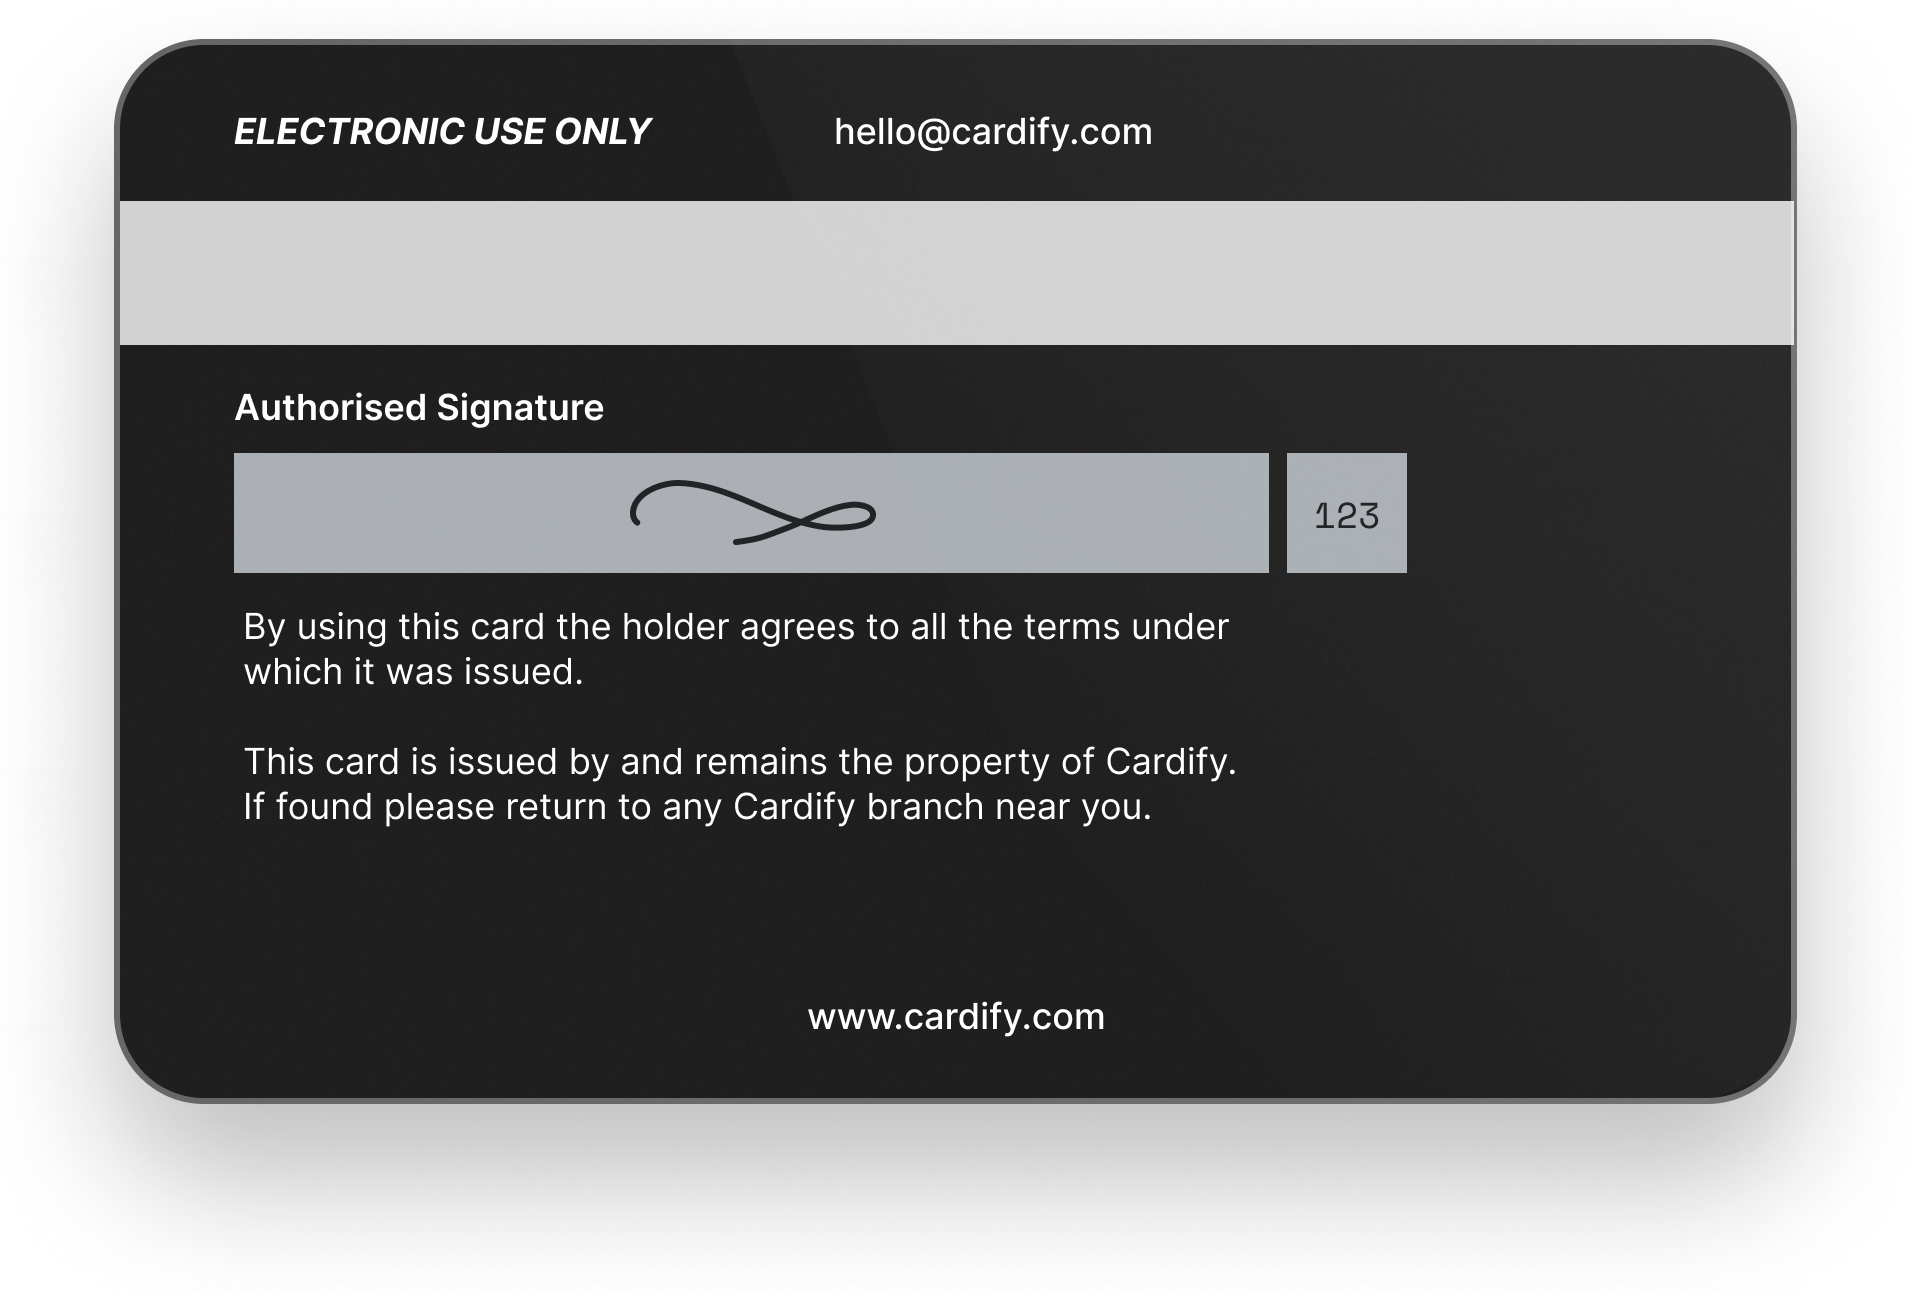 ELECTRONIC USE ONLY
hello@cardify.com
Authorised Signature
123
By using this card the holder agrees to all the terms under
which it was issued.
This card is issued by and remains the property of Cardify.
If found please return to any Cardify branch near you.
www.cardify.com